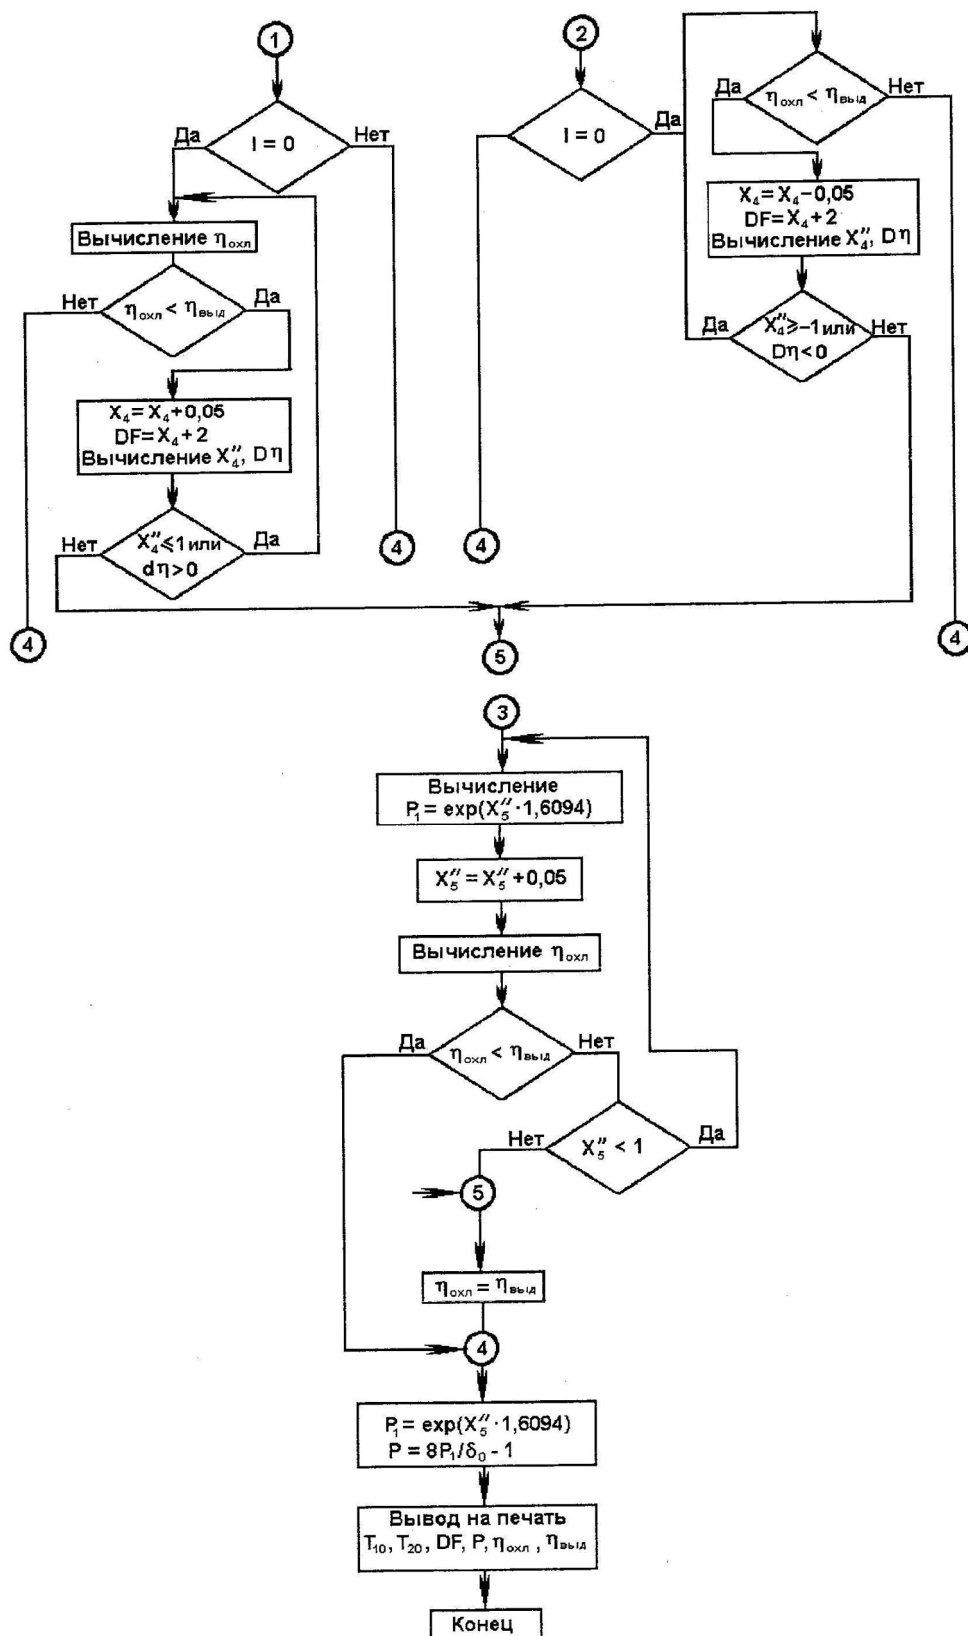 1
I = 0
Да
Нет
Вычисление ηохл
Нет
ηохл < ηвыд
Да
X₄= X₄+0,05
DF= X₄+2
Вычисление X₄″, Dη
Нет
X₄″⩽1 или
dη>0
Да
4
4
2
I = 0
Да
Да
ηохл < ηвыд
Нет
X₄= X₄−0,05
DF= X₄+2
Вычисление X₄″, Dη
Да
X₄″⩾−1 или
Dη<0
Нет
4
4
5
3
Вычисление
P₁= exp(X₅″·1,6094)
X₅″= X₅″+0,05
Вычисление ηохл
Да
ηохл < ηвыд
Нет
Нет
X₅″ < 1
Да
5
ηохл = ηвыд
4
P₁= exp(X₅″·1,6094)
P = 8P₁/δ₀ - 1
Вывод на печать
T₁₀, T₂₀, DF, P, ηохл , ηвыд
Конец